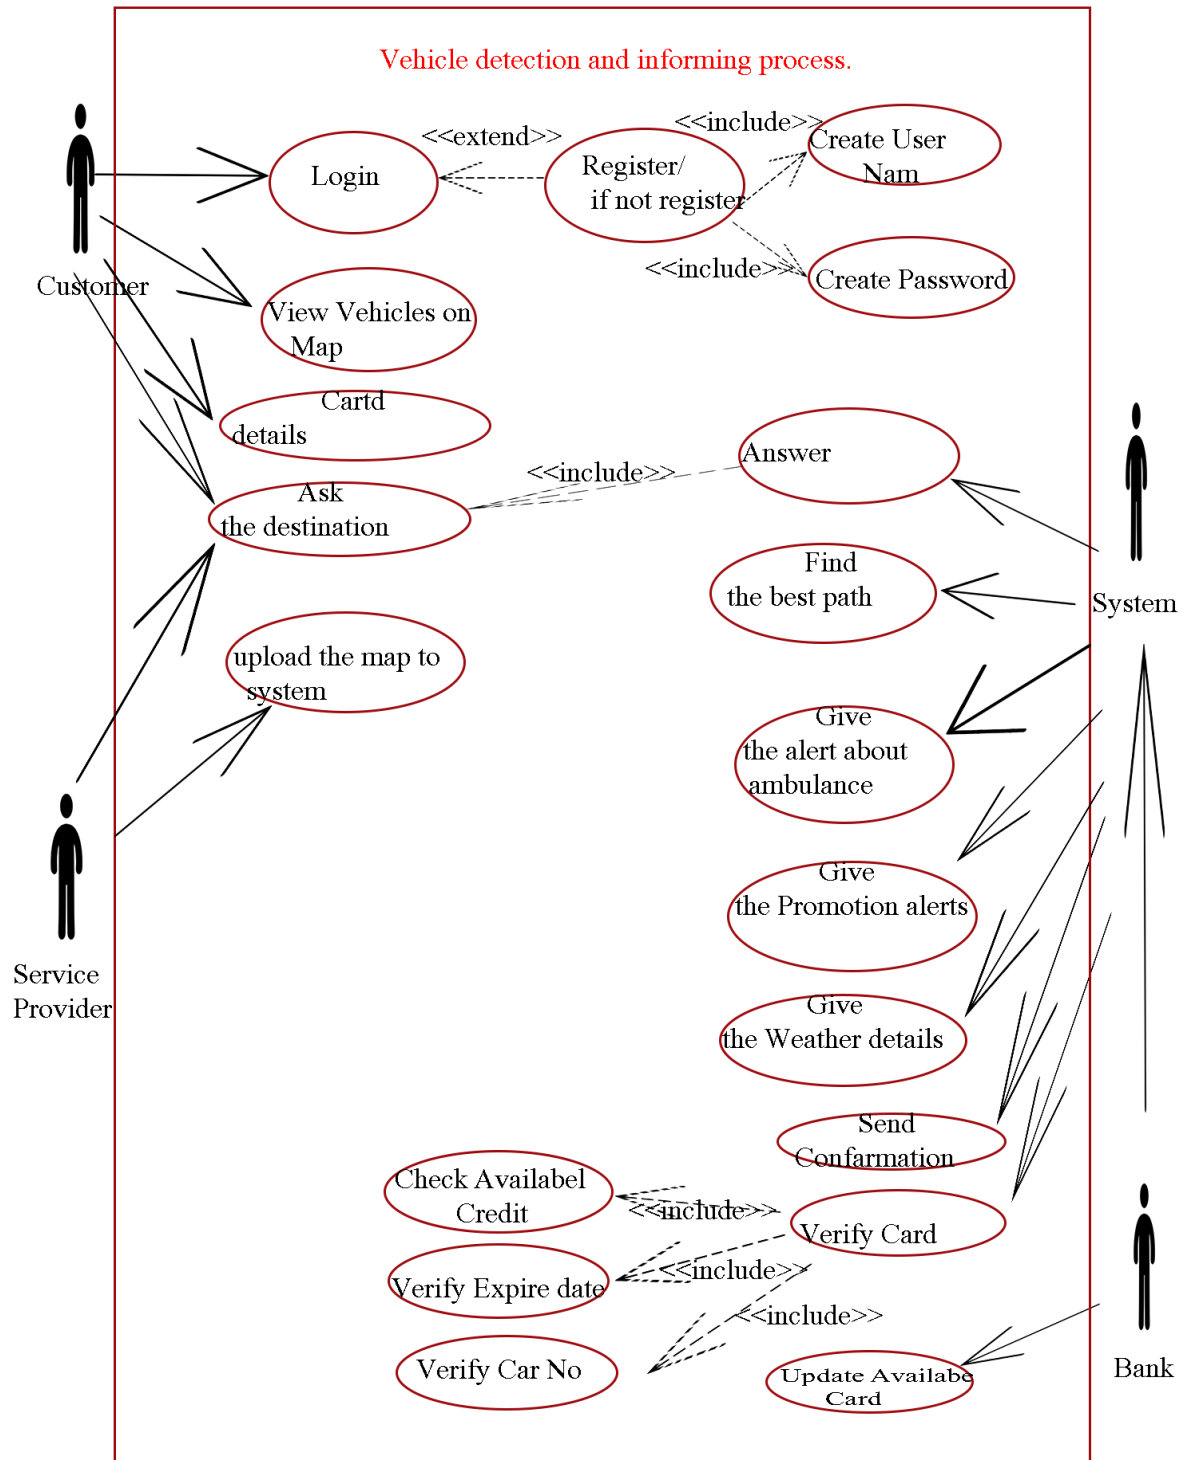 Vehicle detection and informing process.
<<include>>
<<extend>>
Create User
Nam
Login
Register/
if not register
<<include>>
Create Password
Customer
View Vehicles on
Map
Cartd
details
Answer
<<include>>
Ask
the destination
Find
the best path
System
upload the map to
system
Give
the alert about
ambulance
Give
the Promotion alerts
Service
Provider
Give
the Weather details
Send
Confarmation
Check Availabel
Credit
<<include>>
Verify Card
<<include>>
Verify Expire date
<<include>>
Verify Car No
Update Availabe
Card
Bank